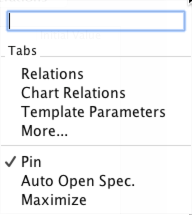 Tabs
Relations
Chart Relations
Template Parameters
More...
✓ Pin
Auto Open Spec.
Maximize